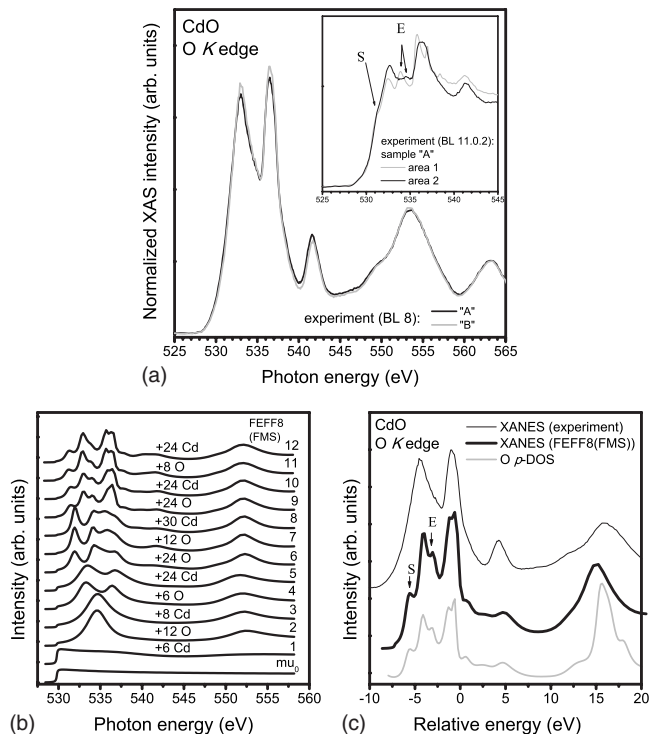 CdO
O K edge
Normalized XAS intensity (arb. units)
S
E
experiment (BL 11.0.2):
sample "A"
area 1
area 2
525 530 535 540 545
experiment (BL 8):
"A"
"B"
525 530 535 540 545 550 555 560 565
(a)
Photon energy (eV)
Intensity (arb. units)
FEFF8
(FMS)
+24 Cd
12
+8 O
11
+24 Cd
10
+24 O
9
+30 Cd
8
+12 O
7
+24 O
6
+24 Cd
5
+6 O
4
+8 Cd
3
+12 O
2
+6 Cd
1
mu0
530 535 540 545 550 555 560
(b)
Photon energy (eV)
CdO
O K edge
XANES (experiment)
XANES (FEFF8(FMS))
O p-DOS
Intensity (arb. units)
S
E
-10 -5 0 5 10 15 20
(c)
Relative energy (eV)